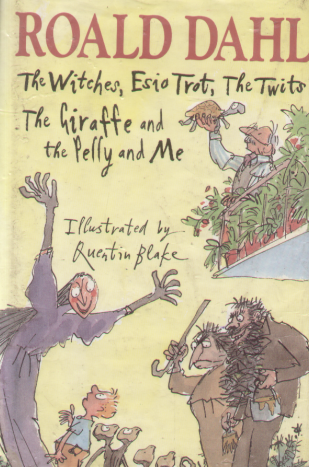 ROALD DAHL
The Witches, Esio Trot, The Twits
The Giraffe and
the Pelly and Me
Illustrated by
Quentin Blake